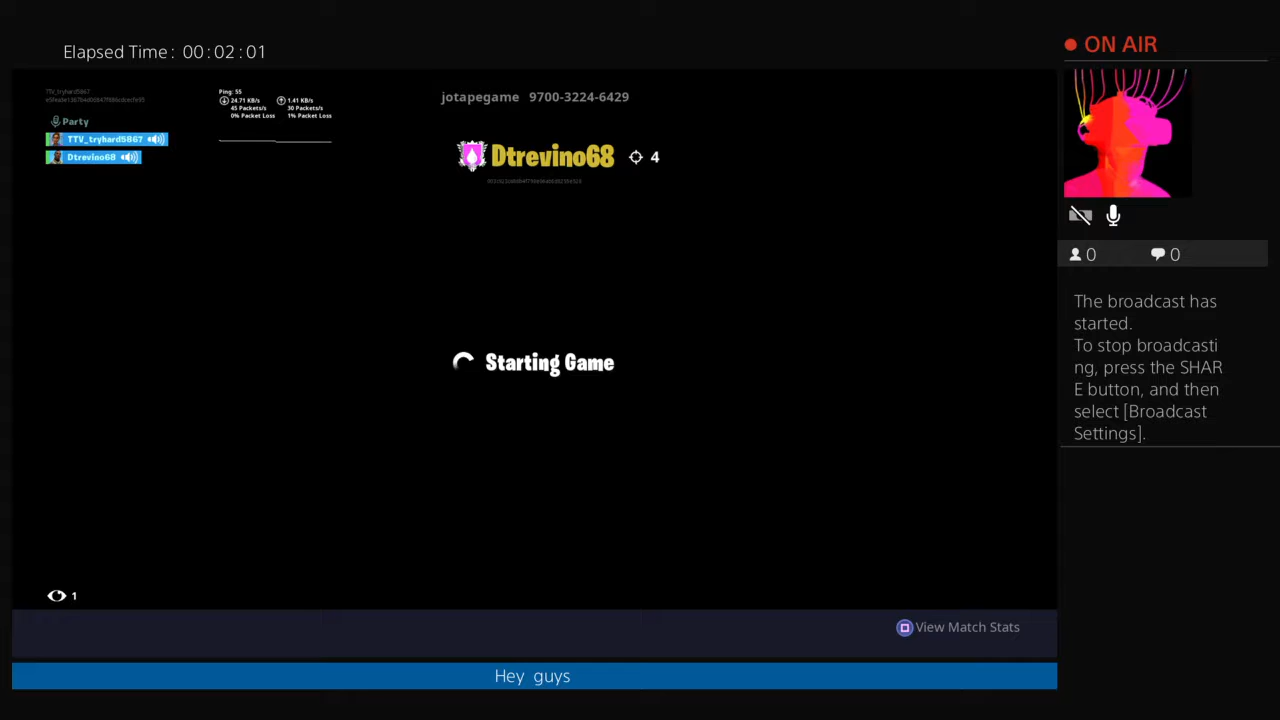 Elapsed Time: 00:02:01
ON AIR
TTV_tryhard5867
Ping: 55
24.71 KB/s 1.41 KB/s
45 Packets/s 30 Packets/s
0% Packet Loss 1% Packet Loss
jotapegame 9700-3224-6429
Party
TTV_tryhard5867
Dtrevino68
Dtrevino68 4
0 0
The broadcast has
started.
To stop broadcasti
ng, press the SHAR
E button, and then
select [Broadcast
Settings].
Starting Game
1
View Match Stats
Hey guys